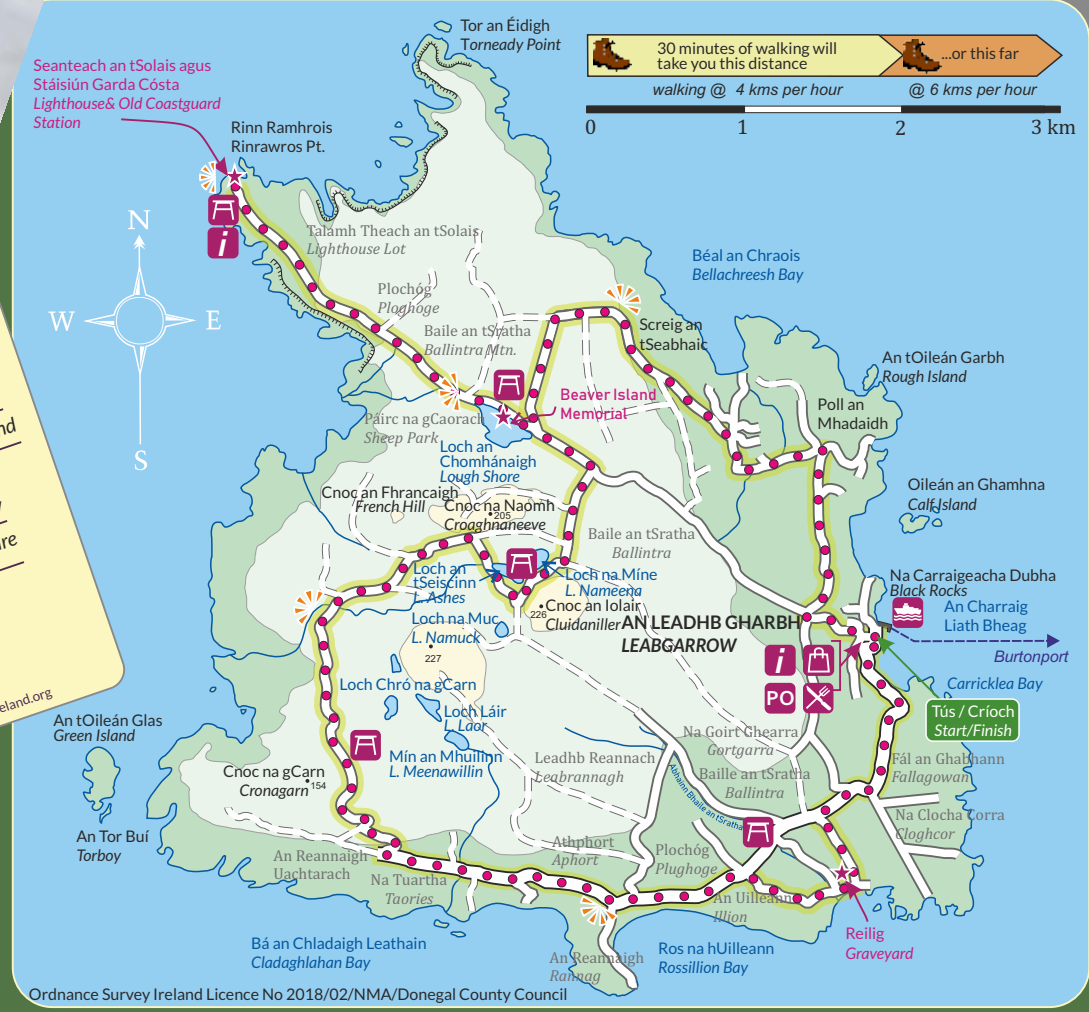 Tor an Éidigh
Torneady Point
30 minutes of walking will
take you this distance
...or this far
walking @ 4 kms per hour
@ 6 kms per hour
0 1 2 3 km
Seanteach an tSolais agus
Stáisiún Garda Cósta
Lighthouse& Old Coastguard
Station
Rinn Ramhrois
Rinrawros Pt.
N
W E
S
i
Talamh Theach an tSolais
Lighthouse Lot
Béal an Chraois
Bellachreesh Bay
Plochóg
Ploghoge
Baile an tSratha
Ballintra Mtn.
Screig an
tSeabhaic
An tOileán Garbh
Rough Island
Beaver Island
Memorial
Poll an
Mhadaidh
Páirc na gCaorach
Sheep Park
Loch an
Chomhánaigh
Lough Shore
Oileán an Ghamhna
Calf Island
Cnoc an Fhrancaigh
French Hill
Cnoc na Naomh
205
Croaghnaneeve
Baile an tSratha
Ballintra
Loch an
tSeiscinn
L. Ashes
Loch na Míne
L. Nameena
Na Carraigeacha Dubha
Black Rocks
An Charraig
Liath Bheag
Burtonport
Cnoc an Iolair
226
Cluidaniller
Loch na Muc
L. Namuck
227
AN LEADHB GHARBH
LEABGARROW
i
PO
Carricklea Bay
Tús / Críoch
Start/Finish
Loch Chró na gCarn
Loch Láir
L. Laor
Mín an Mhuilinn
L. Meenawillin
An tOileán Glas
Green Island
Cnoc na gCarn
Cronagarn
154
An Tor Buí
Torboy
Leadhb Reannach
Leabrannagh
Na Goirt Ghearra
Gortgarra
Baille an tSratha
Ballintra
Abhainn Bhaile an tSratha
Fál an Ghabhann
Fallagowan
Na Clocha Corra
Cloghcor
An Reannaigh
Uachtarach
Na Tuartha
Taories
Athphort
Aphort
Plochóg
Plughoge
An Uilleann
Illion
Reilig
Graveyard
Bá an Chladaigh Leathain
Cladaghlahan Bay
An Reannaigh
Rannag
Ros na hUilleann
Rossillion Bay
Ordnance Survey Ireland Licence No 2018/02/NMA/Donegal County Council
nd
re
eland.org